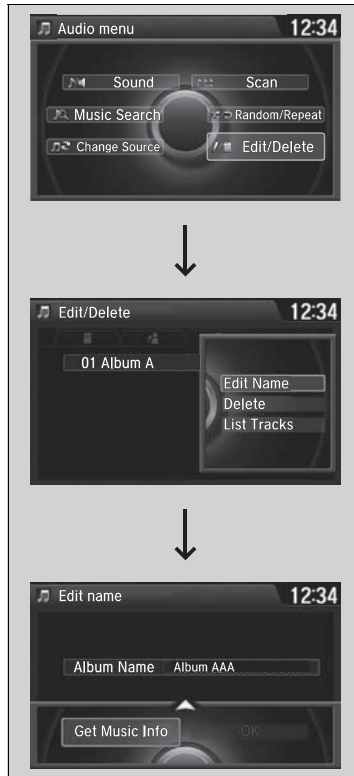 Audio menu 12:34
Sound Scan
Music Search Random/Repeat
Change Source Edit/Delete
Edit/Delete 12:34
01 Album A
Edit Name
Delete
List Tracks
Edit name 12:34
Album Name Album AAA
Get Music Info OK